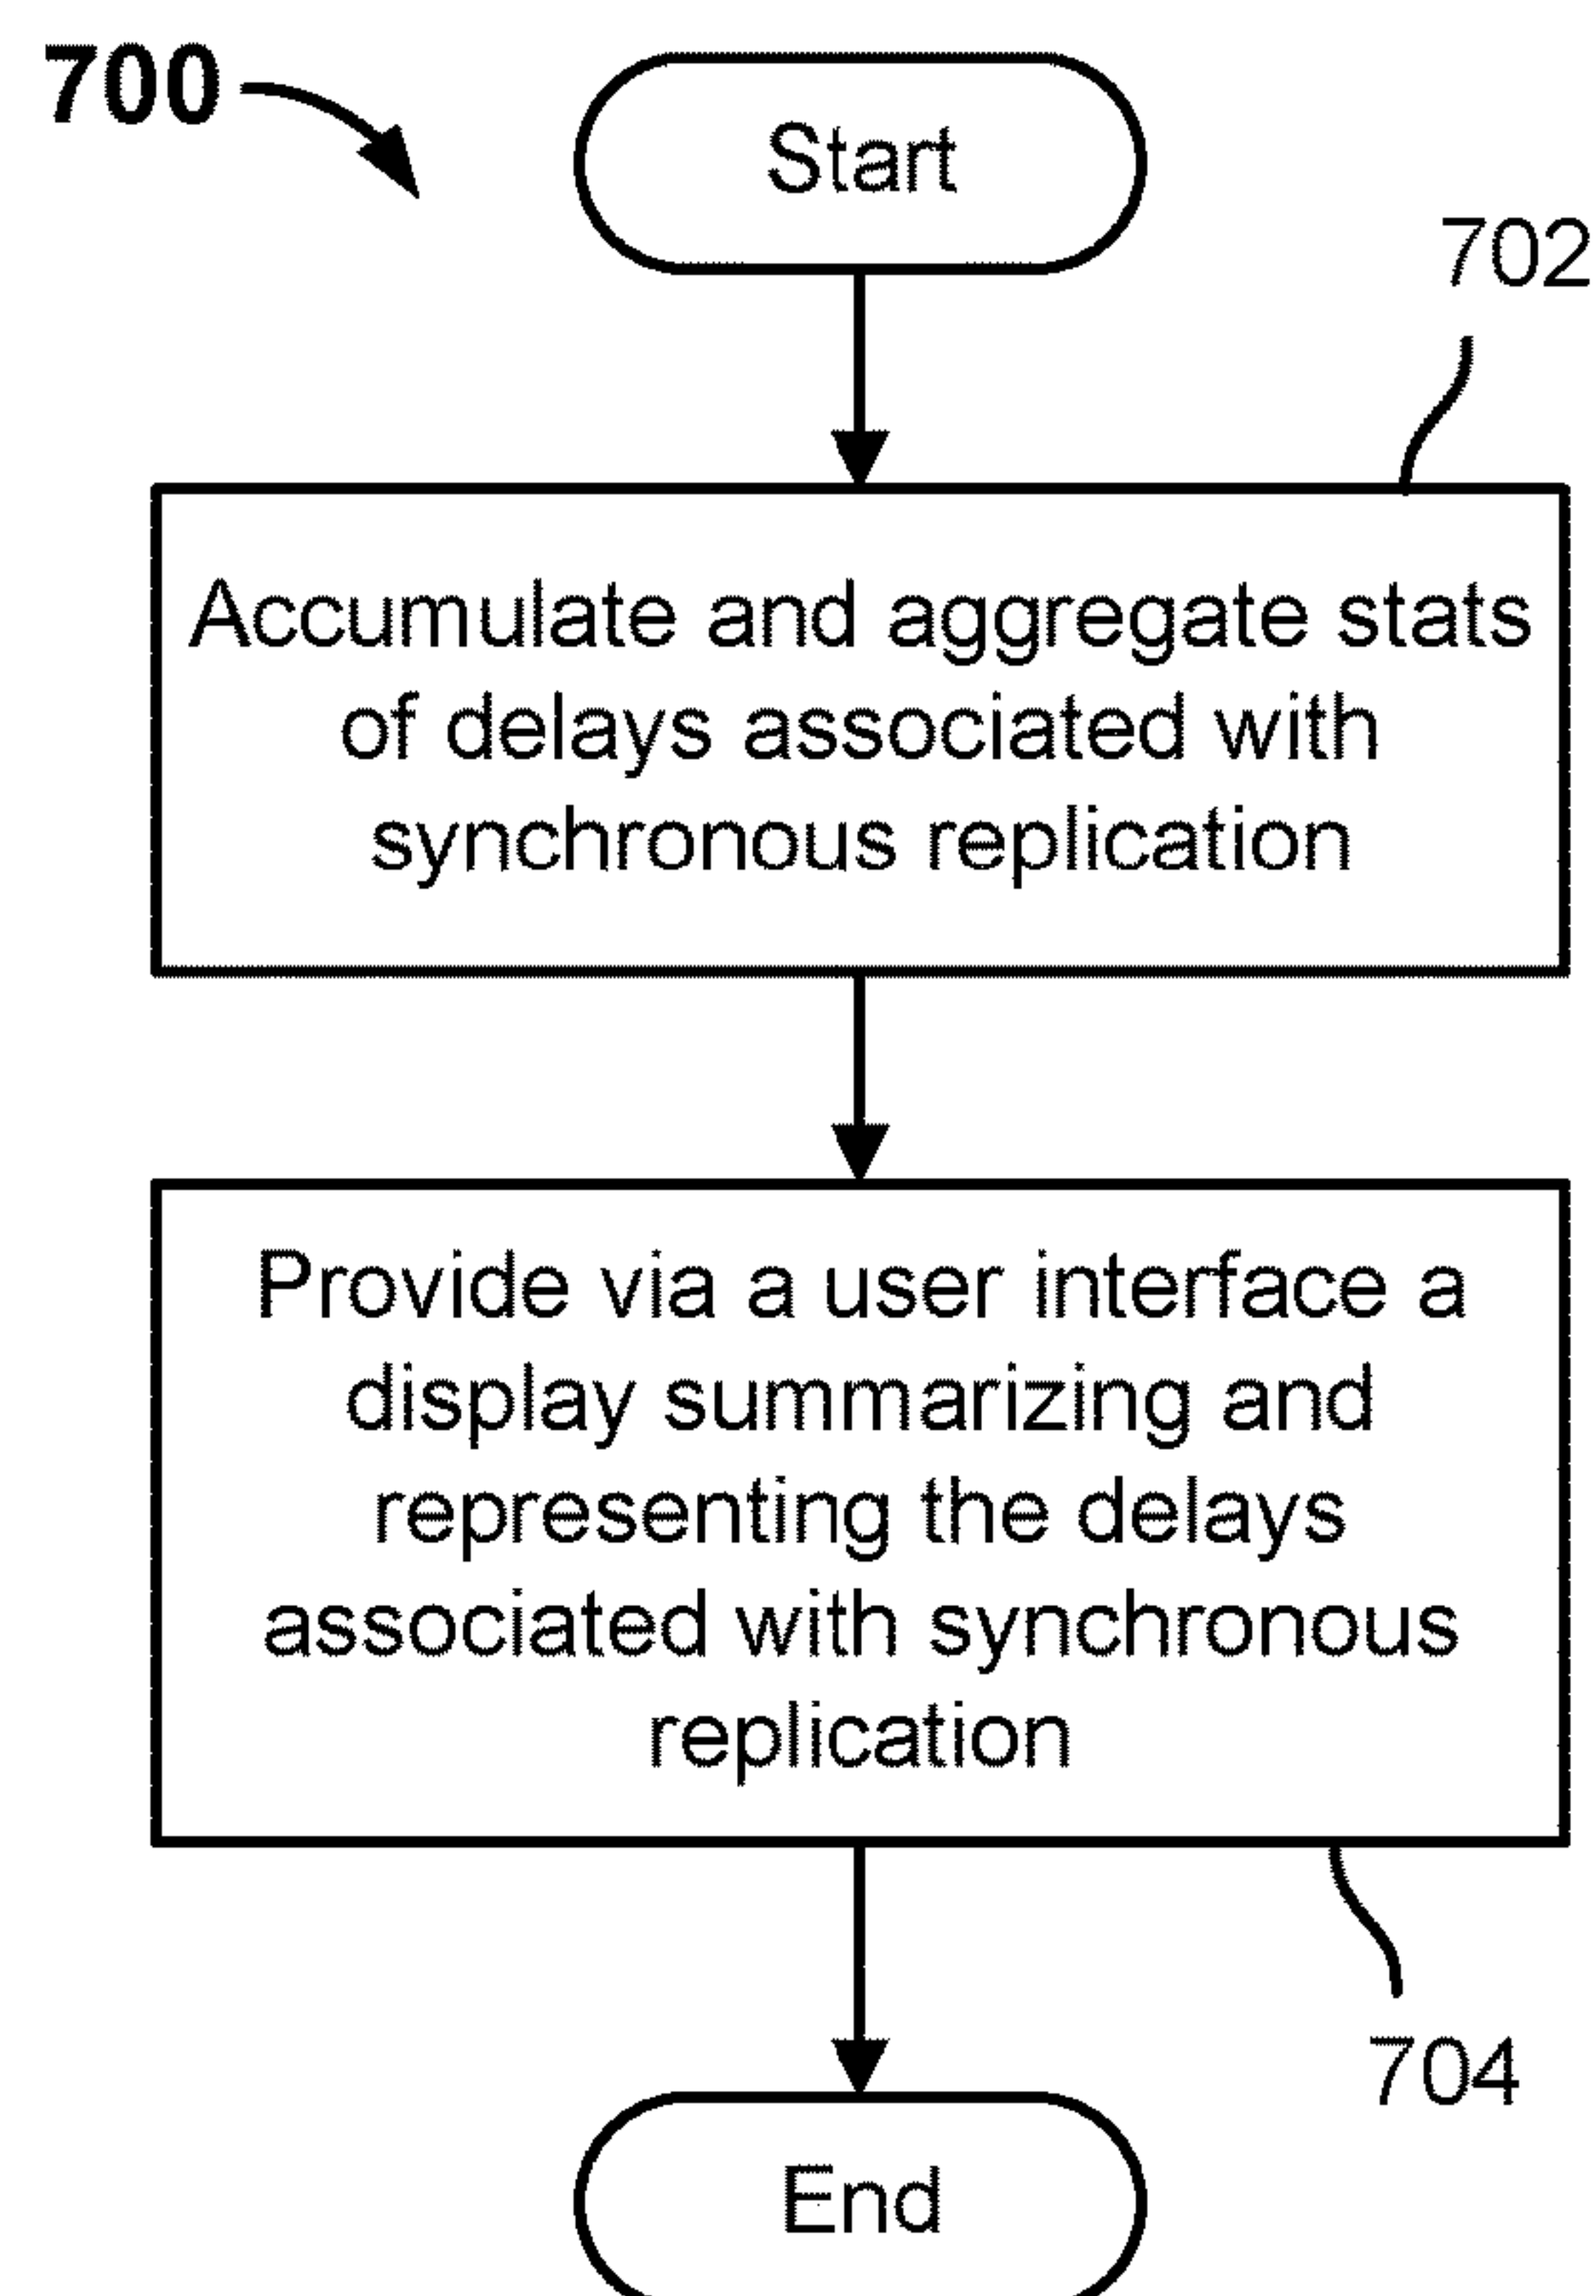 700
Start
702
Accumulate and aggregate stats
of delays associated with
synchronous replication
Provide via a user interface a
display summarizing and
representing the delays
associated with synchronous
replication
704
End